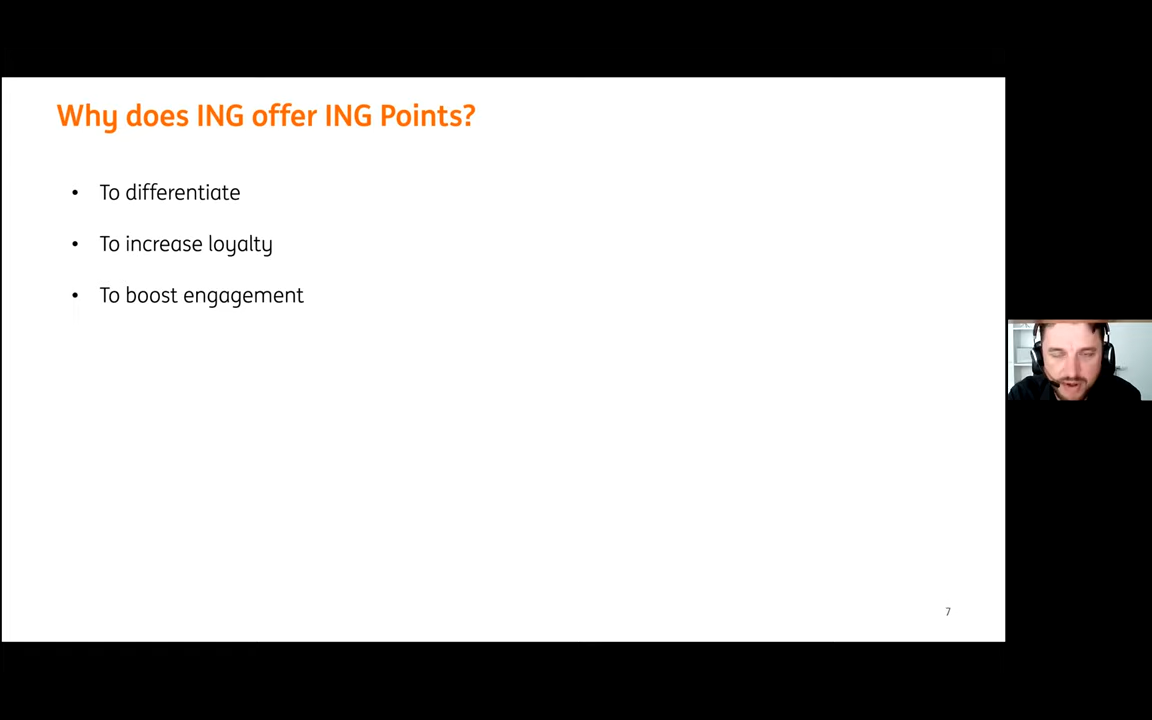 Why does ING offer ING Points?
• To differentiate
• To increase loyalty
• To boost engagement
7